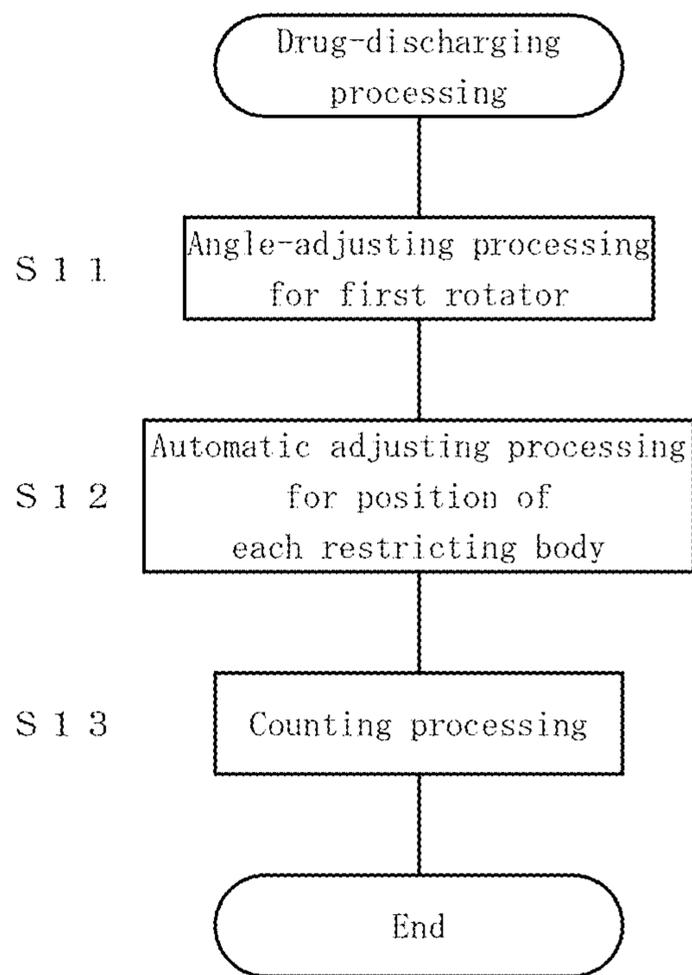 Drug-discharging
processing
S11
Angle-adjusting processing
for first rotator
S12
Automatic adjusting processing
for position of
each restricting body
S13
Counting processing
End